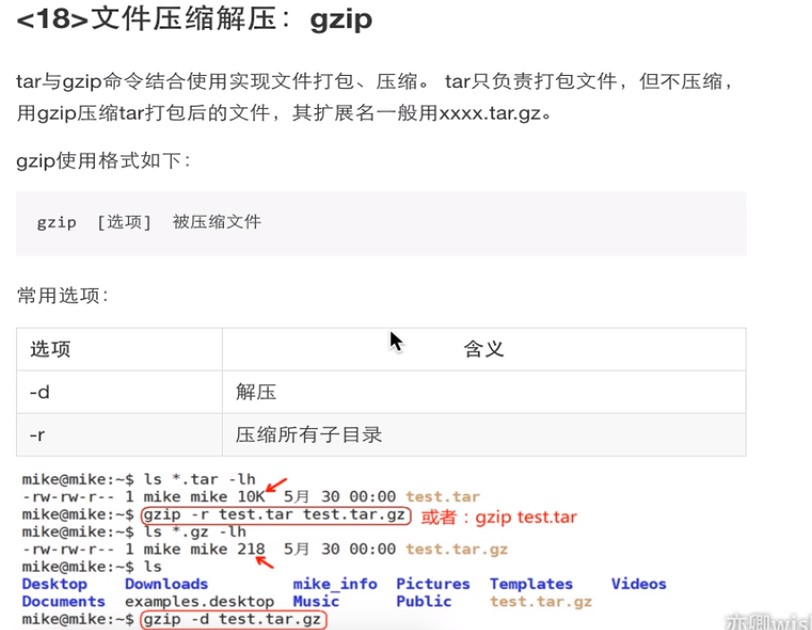 <18>文件压缩解压：gzip
tar与gzip命令结合使用实现文件打包、压缩。 tar只负责打包文件，但不压缩，
用gzip压缩tar打包后的文件，其扩展名一般用xxxx.tar.gz。
gzip使用格式如下：
gzip [选项] 被压缩文件
常用选项：
选项 含义
-d 解压
-r 压缩所有子目录
mike@mike:~$ ls *.tar -lh
-rw-rw-r-- 1 mike mike 10K 5月 30 00:00 test.tar
mike@mike:~$ gzip -r test.tar test.tar.gz 或者：gzip test.tar
mike@mike:~$ ls *.gz -lh
-rw-rw-r-- 1 mike mike 218 5月 30 00:00 test.tar.gz
mike@mike:~$ ls
Desktop Downloads mike_info Pictures Templates Videos
Documents examples.desktop Music Public test.tar.gz
mike@mike:~$ gzip -d test.tar.gz